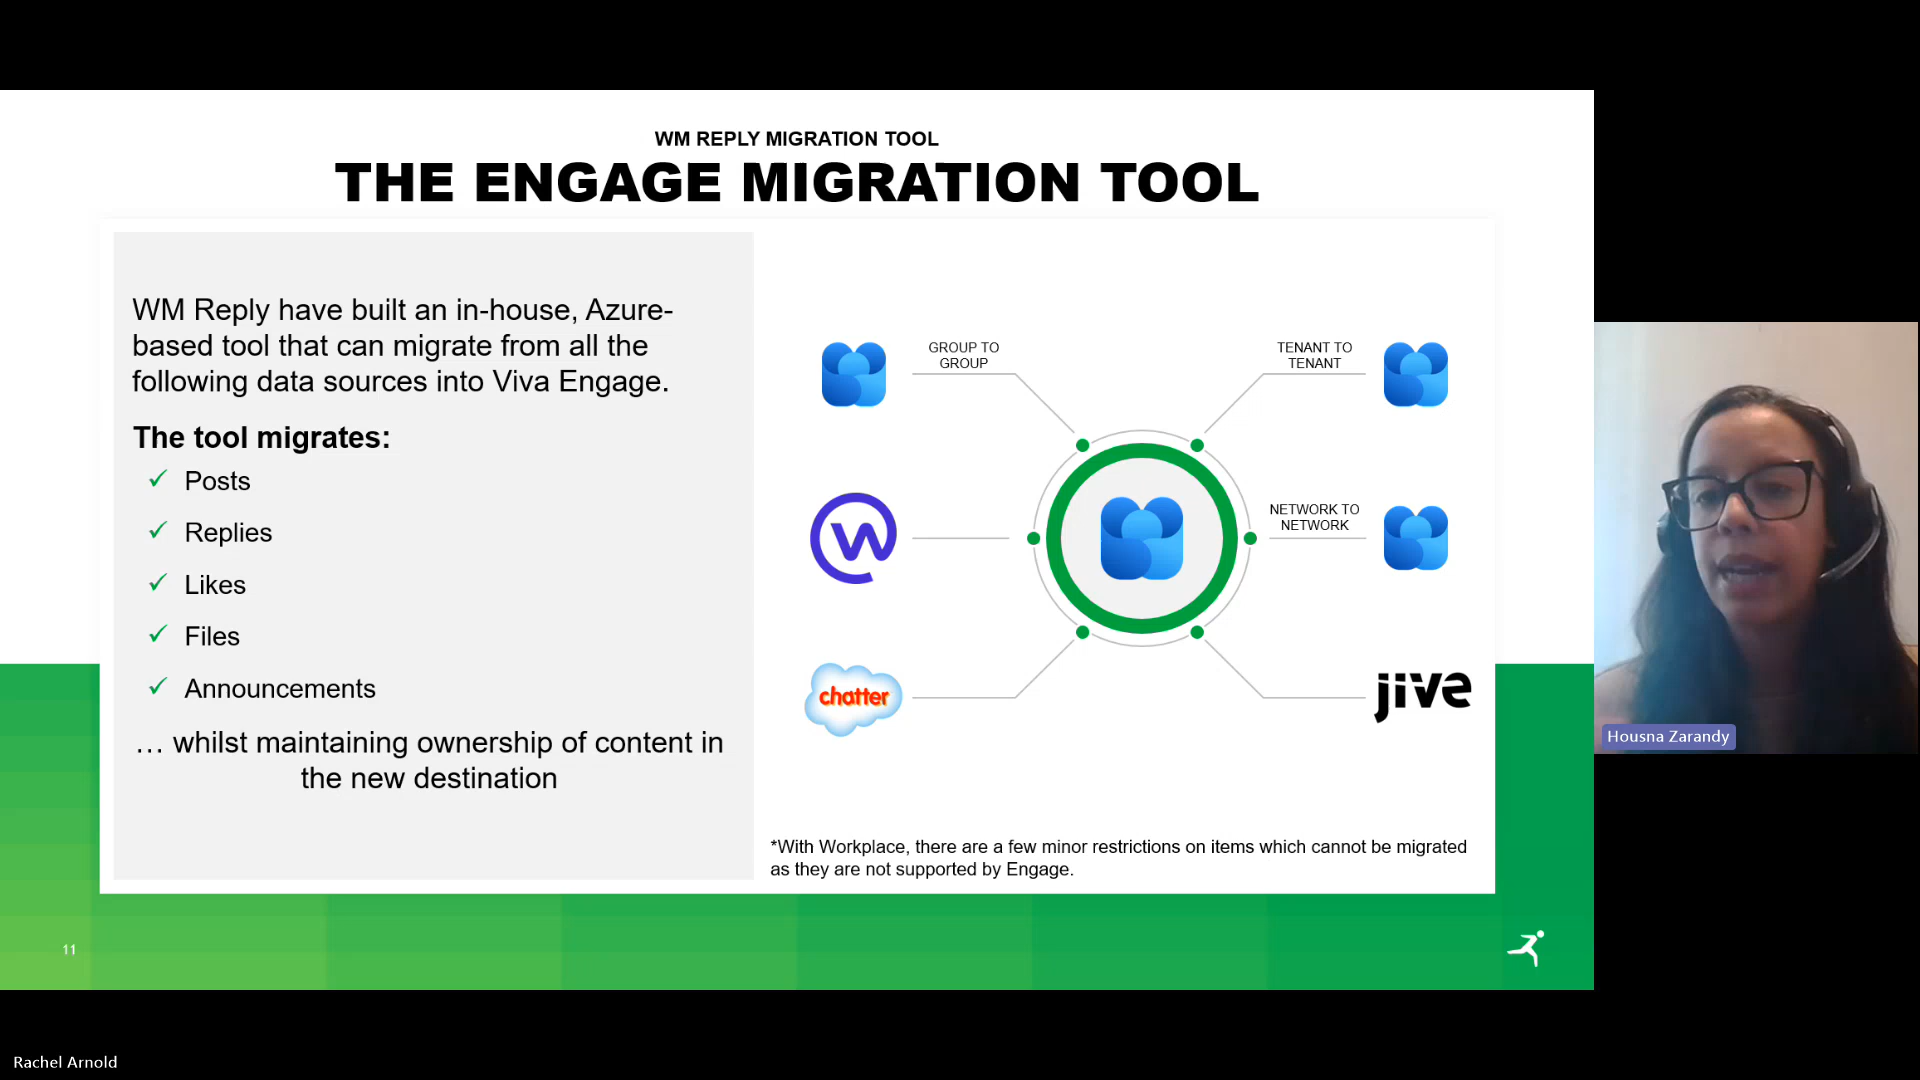 WM REPLY MIGRATION TOOL
THE ENGAGE MIGRATION TOOL
WM Reply have built an in-house, Azure-
based tool that can migrate from all the
following data sources into Viva Engage.
The tool migrates:
Posts
Replies
Likes
Files
Announcements
… whilst maintaining ownership of content in
the new destination
GROUP TO
GROUP
TENANT TO
TENANT
NETWORK TO
NETWORK
chatter
jive
*With Workplace, there are a few minor restrictions on items which cannot be migrated
as they are not supported by Engage.
11
Housna Zarandy
Rachel Arnold